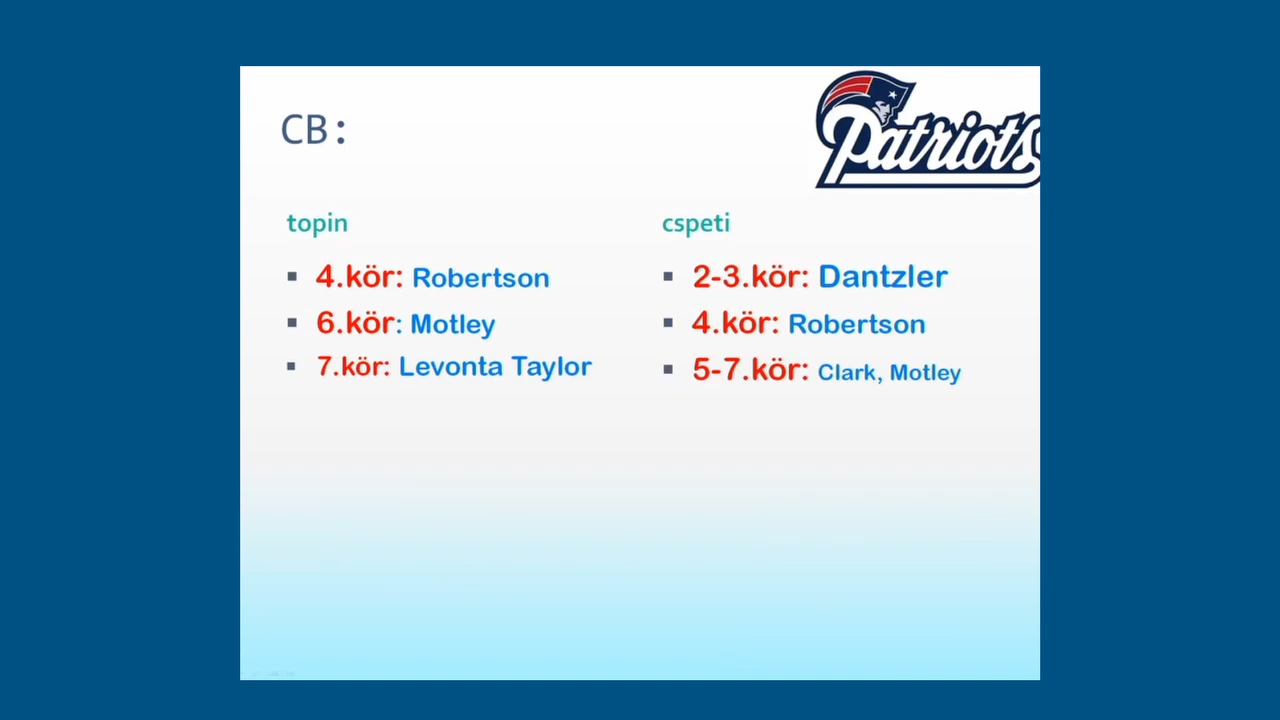 CB:
Patriots
topin
4.kör: Robertson
6.kör: Motley
7.kör: Levonta Taylor
cspeti
2-3.kör: Dantzler
4.kör: Robertson
5-7.kör: Clark, Motley